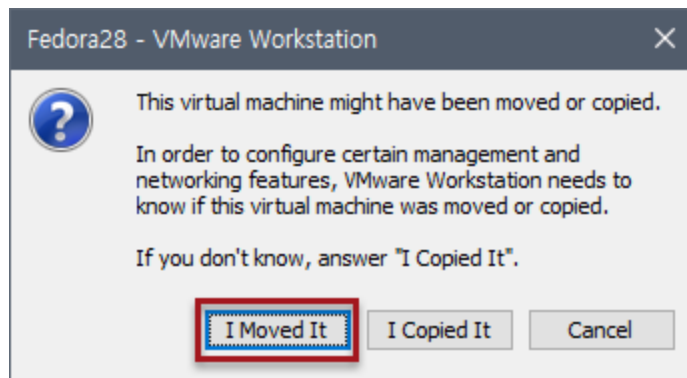 Fedora28 - VMware Workstation
This virtual machine might have been moved or copied.
In order to configure certain management and
networking features, VMware Workstation needs to
know if this virtual machine was moved or copied.
If you don't know, answer "I Copied It".
I Moved It I Copied It Cancel